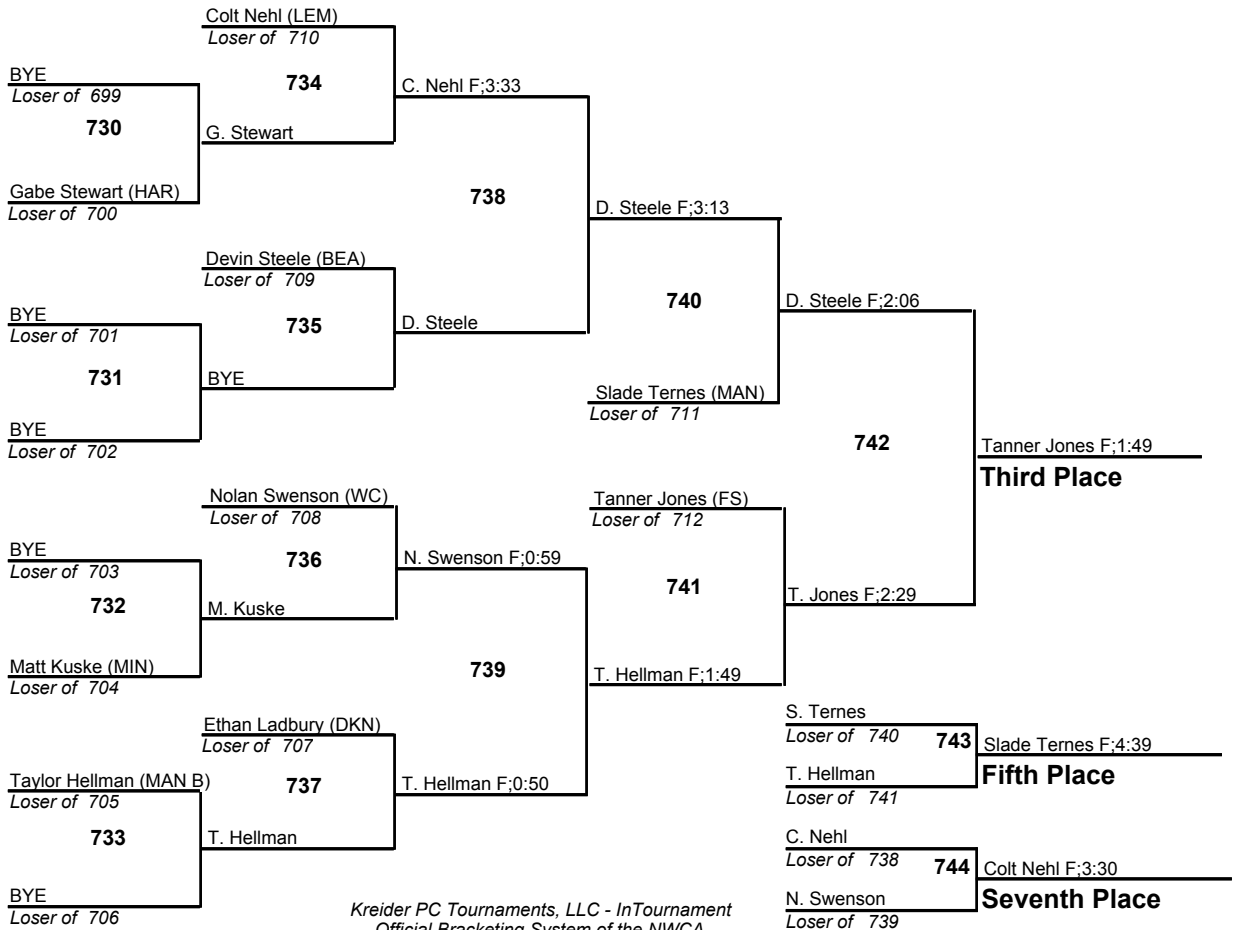 Colt Nehl (LEM)
Loser of 710
BYE
Loser of 699
734
C. Nehl F;3:33
730
G. Stewart
Gabe Stewart (HAR)
Loser of 700
738
D. Steele F;3:13
Devin Steele (BEA)
Loser of 709
740
D. Steele F;2:06
BYE
Loser of 701
735
D. Steele
731
BYE
Slade Ternes (MAN)
Loser of 711
BYE
Loser of 702
742
Tanner Jones F;1:49
Third Place
Nolan Swenson (WC)
Loser of 708
Tanner Jones (FS)
Loser of 712
BYE
Loser of 703
736
N. Swenson F;0:59
741
T. Jones F;2:29
732
M. Kuske
Matt Kuske (MIN)
Loser of 704
739
T. Hellman F;1:49
Ethan Ladbury (DKN)
Loser of 707
S. Ternes
Loser of 740
743
Slade Ternes F;4:39
Fifth Place
Taylor Hellman (MAN B)
Loser of 705
737
T. Hellman F;0:50
T. Hellman
Loser of 741
733
T. Hellman
C. Nehl
Loser of 738
744
Colt Nehl F;3:30
Seventh Place
BYE
Loser of 706
N. Swenson
Loser of 739
Kreider PC Tournaments, LLC - InTournament
Official Bracketing System of the NWCA